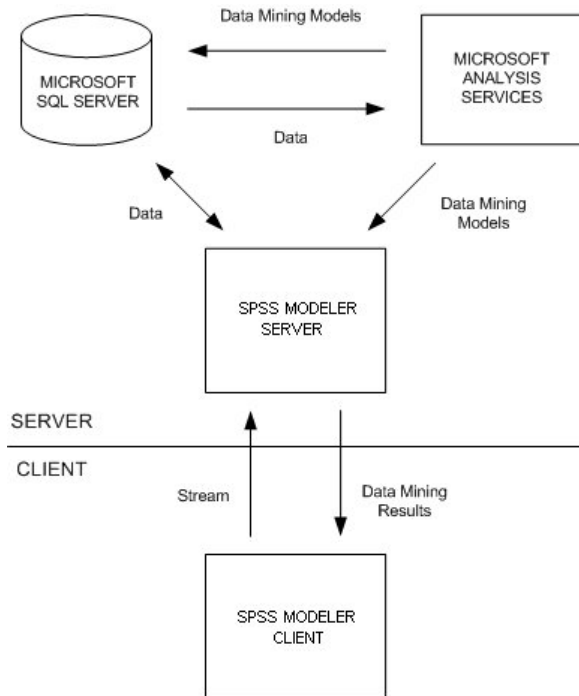 Data Mining Models
MICROSOFT
SQL SERVER
MICROSOFT
ANALYSIS
SERVICES
Data
Data
Data Mining
Models
SPSS MODELER
SERVER
SERVER
CLIENT
Stream
Data Mining
Results
SPSS MODELER
CLIENT